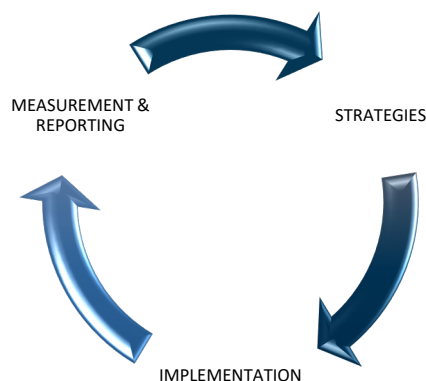 MEASUREMENT &
REPORTING
STRATEGIES
IMPLEMENTATION